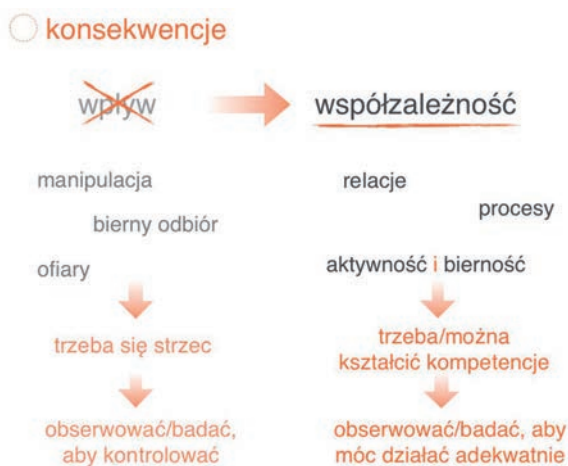 konsekwencje
wpływ
współzależność
manipulacja
relacje
procesy
bierny odbiór
ofiary
aktywność i bierność
trzeba się strzec
trzeba/można
kształcić kompetencje
obserwować/badać,
aby kontrolować
obserwować/badać, aby
móc działać adekwatnie